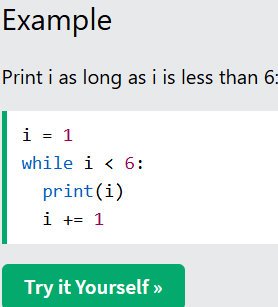 Example
Print i as long as i is less than 6:
i = 1
while i < 6:
  print(i)
  i += 1
Try it Yourself »